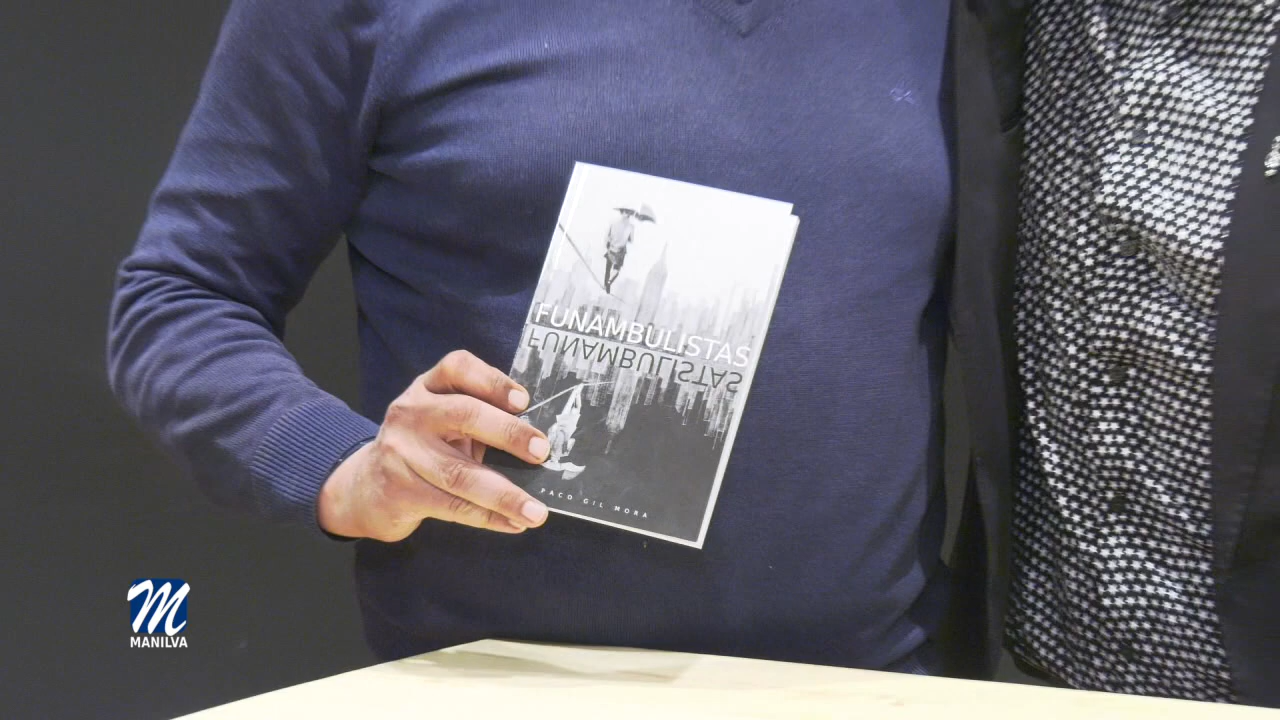 FUNAMBULISTAS
FUNAMBULISTAS
PACO GIL MORA
M
MANILVA